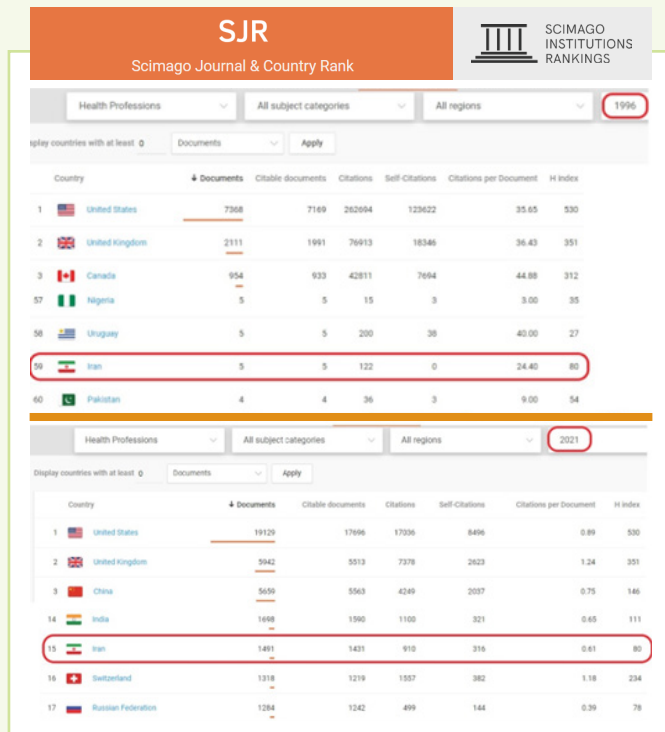 SJR
Scimago Journal & Country Rank
SCIMAGO
INSTITUTIONS
RANKINGS
Health Professions All subject categories All regions 1996
splay countries with at least 0 Documents Apply
Country Documents Citable documents Citations Self-Citations Citations per Document H index
1 United States 7368 7169 262694 123622 35.65 530
2 United Kingdom 2111 1991 76913 18346 36.43 351
3 Canada 954 933 42811 7694 44.88 312
57 Nigeria 5 5 15 3 3.00 35
58 Uruguay 5 5 200 38 40.00 27
59 Iran 5 5 122 0 24.40 80
60 Pakistan 4 4 36 3 9.00 54
Health Professions All subject categories All regions 2021
Display countries with at least 0 Documents Apply
Country Documents Citable documents Citations Self-Citations Citations per Document H index
1 United States 19129 17696 17036 8496 0.89 530
2 United Kingdom 5942 5513 7378 2623 1.24 351
3 China 5659 5563 4249 2037 0.75 146
14 India 1698 1590 1100 321 0.65 111
15 Iran 1491 1431 910 316 0.61 80
16 Switzerland 1318 1219 1557 382 1.18 234
17 Russian Federation 1284 1242 499 144 0.39 78